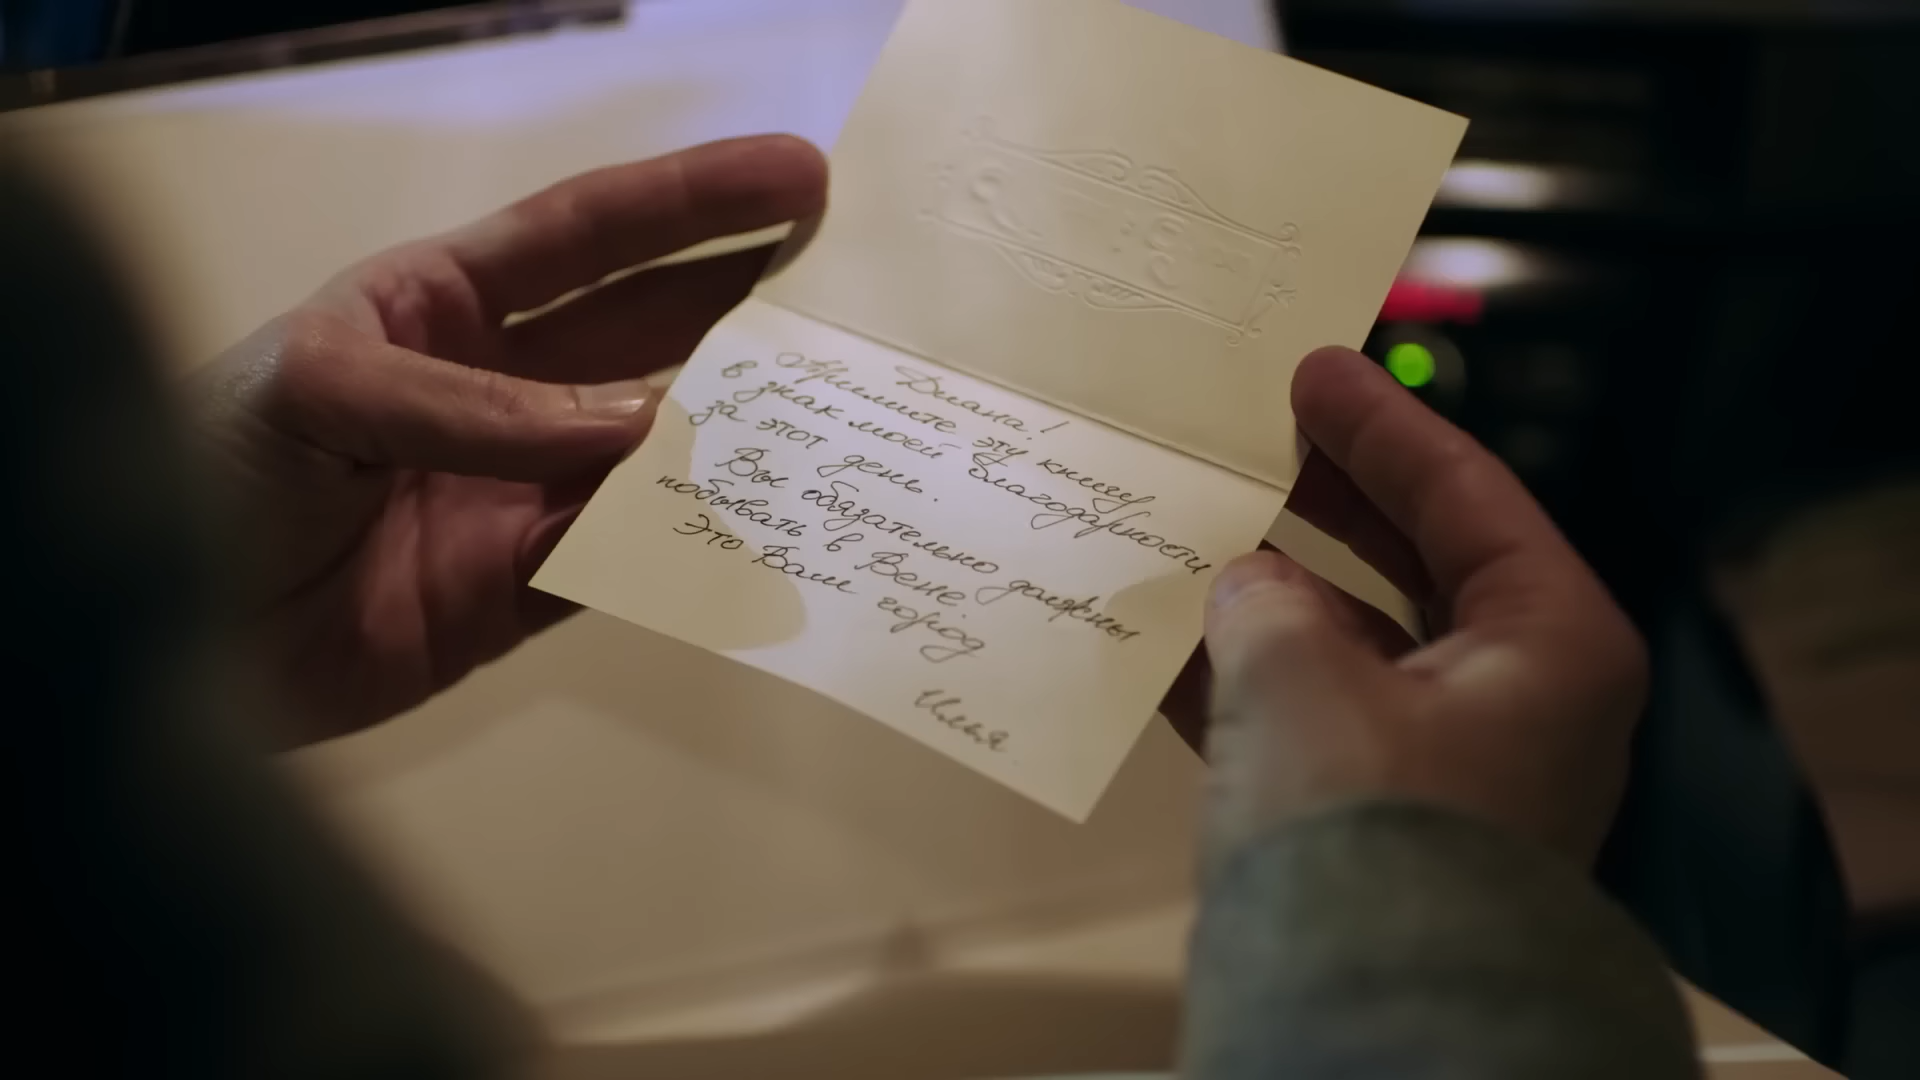 Диана!
Примите эту книгу
в знак моей благодарности
за этот день.
Вы обязательно должны
побывать в Вене.
Это Ваш город
Илья.